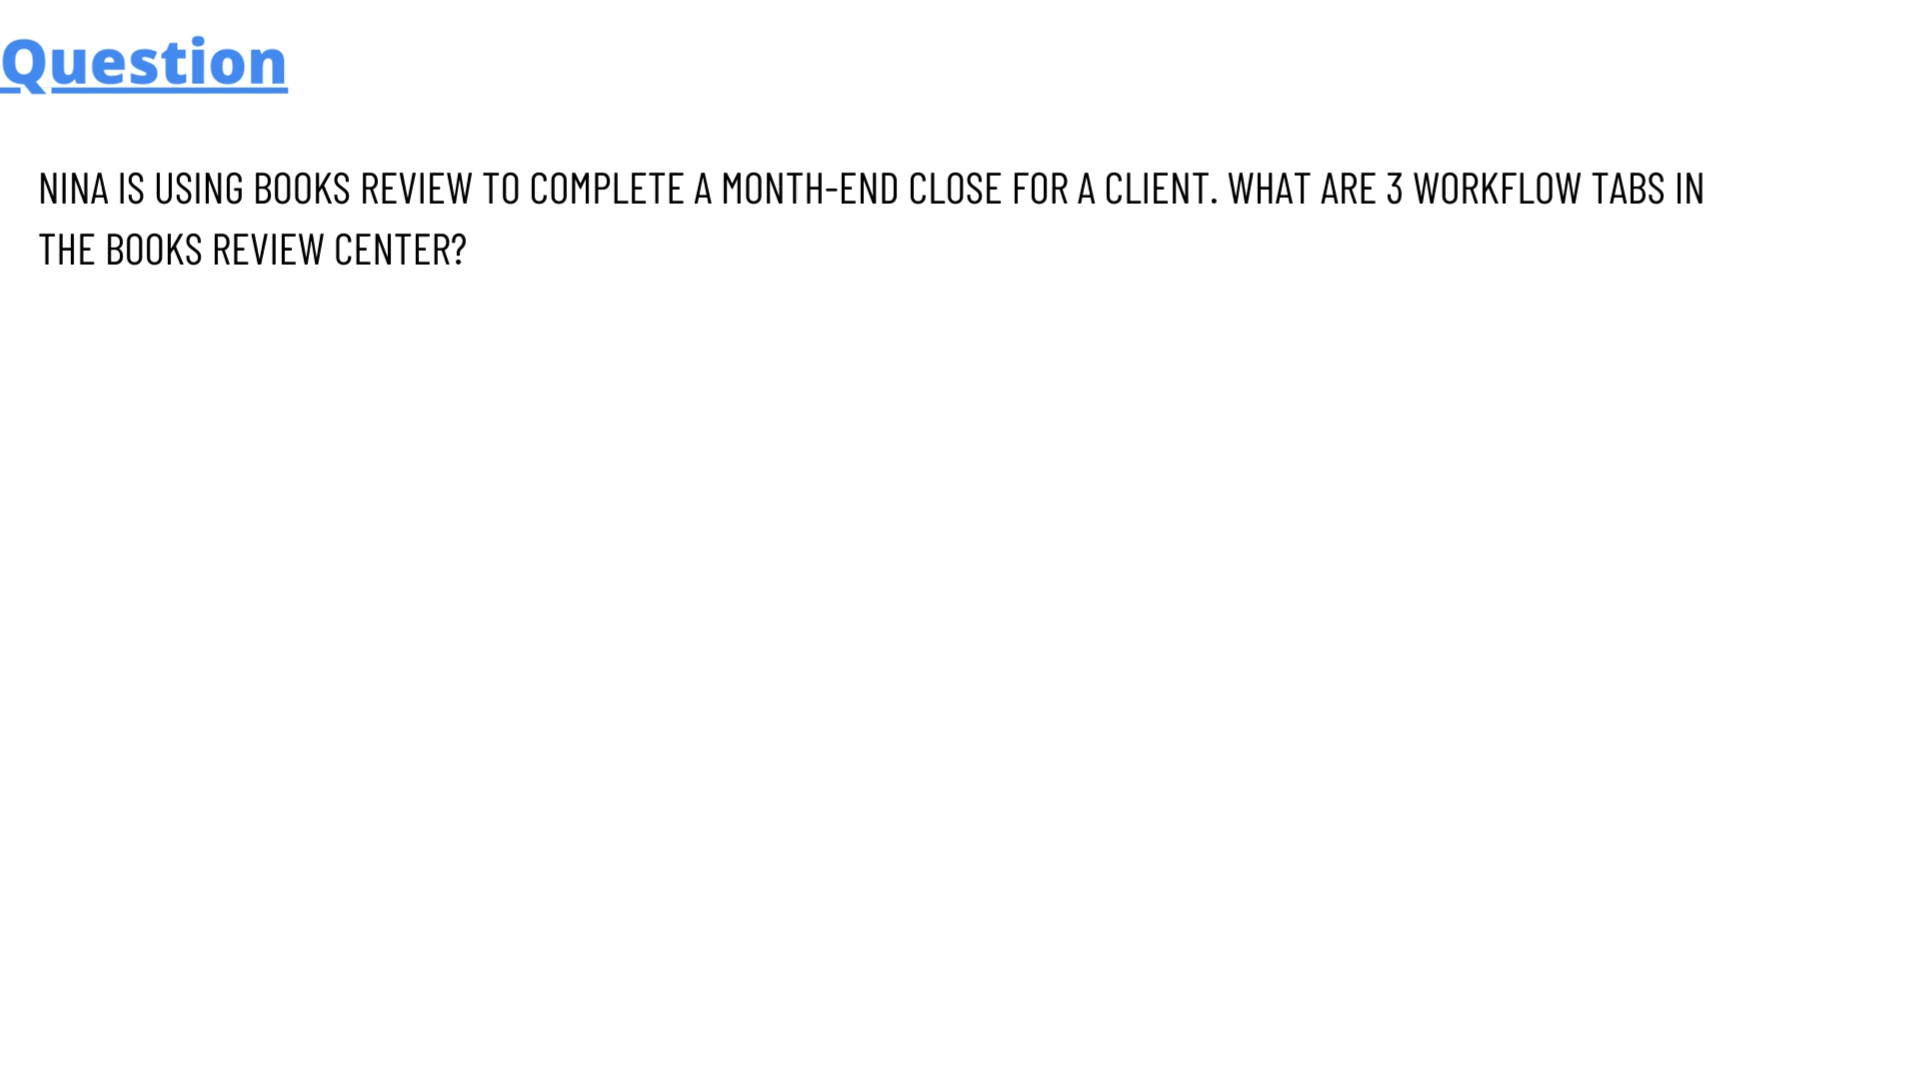 Question
NINA IS USING BOOKS REVIEW TO COMPLETE A MONTH-END CLOSE FOR A CLIENT. WHAT ARE 3 WORKFLOW TABS IN
THE BOOKS REVIEW CENTER?